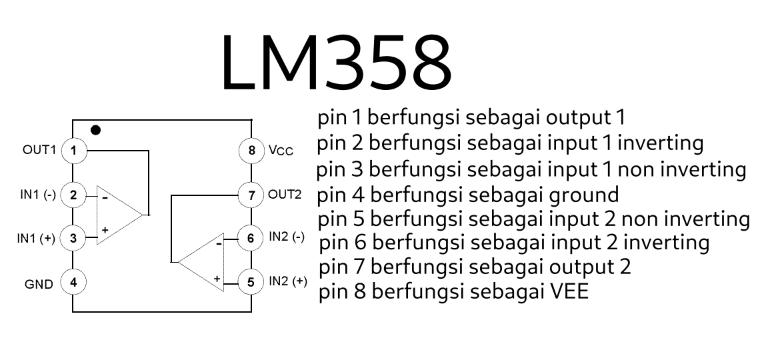 LM358
OUT1
1
IN1 (-)
2
IN1 (+)
3
GND
4
-
+
8
VCC
7
OUT2
6
IN2 (-)
5
IN2 (+)
-
+
pin 1 berfungsi sebagai output 1
pin 2 berfungsi sebagai input 1 inverting
pin 3 berfungsi sebagai input 1 non inverting
pin 4 berfungsi sebagai ground
pin 5 berfungsi sebagai input 2 non inverting
pin 6 berfungsi sebagai input 2 inverting
pin 7 berfungsi sebagai output 2
pin 8 berfungsi sebagai VEE